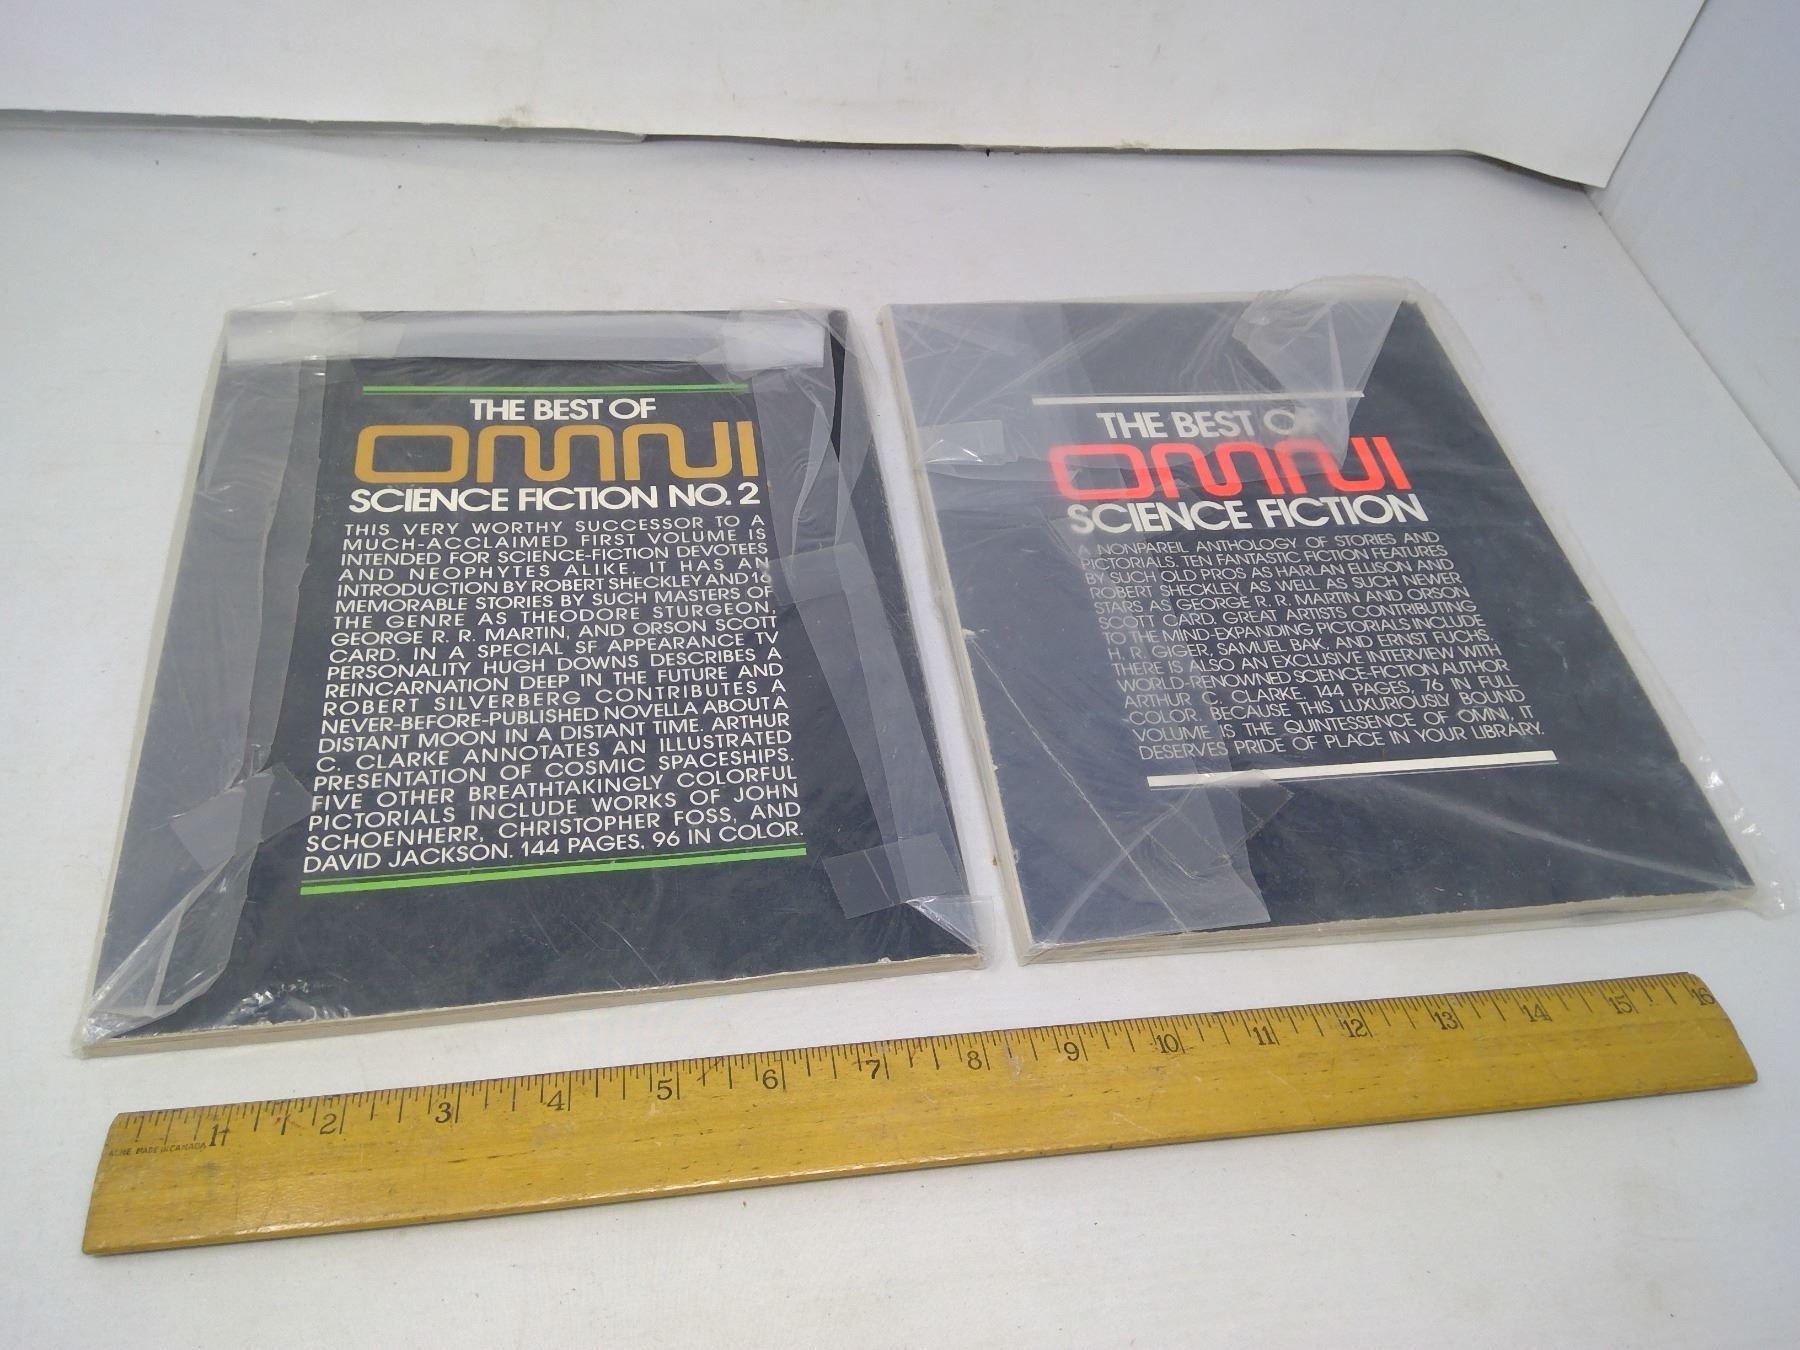 THE BEST OF
OMNI
SCIENCE FICTION NO. 2
THIS VERY WORTHY SUCCESSOR TO A
MUCH-ACCLAIMED FIRST VOLUME IS
INTENDED FOR SCIENCE-FICTION DEVOTEES
AND NEOPHYTES ALIKE. IT HAS AN
INTRODUCTION BY ROBERT SHECKLEY AND 16
MEMORABLE STORIES BY SUCH MASTERS OF
THE GENRE AS THEODORE STURGEON,
GEORGE R. R. MARTIN, AND ORSON SCOTT
CARD. IN A SPECIAL SF APPEARANCE TV
PERSONALITY HUGH DOWNS DESCRIBES A
REINCARNATION DEEP IN THE FUTURE AND
ROBERT SILVERBERG CONTRIBUTES A
NEVER-BEFORE-PUBLISHED NOVELLA ABOUT A
DISTANT MOON IN A DISTANT TIME. ARTHUR
C. CLARKE ANNOTATES AN ILLUSTRATED
PRESENTATION OF COSMIC SPACESHIPS.
FIVE OTHER BREATHTAKINGLY COLORFUL
PICTORIALS INCLUDE WORKS OF JOHN
SCHOENHERR, CHRISTOPHER FOSS, AND
DAVID JACKSON. 144 PAGES, 96 IN COLOR.
THE BEST OF
OMNI
SCIENCE FICTION
A NONPAREIL ANTHOLOGY OF STORIES AND
PICTORIALS. TEN FANTASTIC FICTION FEATURES
BY SUCH OLD PROS AS HARLAN ELLISON AND
ROBERT SHECKLEY, AS WELL AS SUCH NEWER
STARS AS GEORGE R. R. MARTIN AND ORSON
SCOTT CARD. GREAT ARTISTS CONTRIBUTING
TO THE MIND-EXPANDING PICTORIALS INCLUDE
H. R. GIGER, SAMUEL BAK, AND ERNST FUCHS.
THERE IS ALSO AN EXCLUSIVE INTERVIEW WITH
WORLD-RENOWNED SCIENCE-FICTION AUTHOR
ARTHUR C. CLARKE. 144 PAGES, 76 IN FULL
-COLOR. BECAUSE THIS LUXURIOUSLY BOUND
VOLUME IS THE QUINTESSENCE OF OMNI, IT
DESERVES PRIDE OF PLACE IN YOUR LIBRARY.
1 2 3 4 5 6 7 8 9 10 11 12 13 14 15 16
ACME MADE IN CANADA